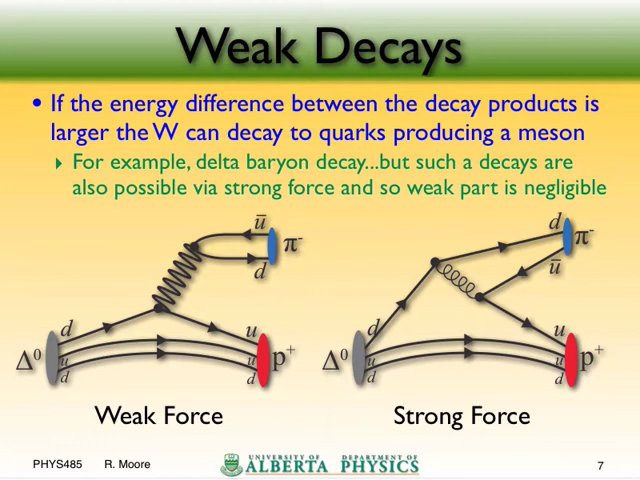 Weak Decays
• If the energy difference between the decay products is
larger the W can decay to quarks producing a meson
‣ For example, delta baryon decay...but such a decays are
also possible via strong force and so weak part is negligible
ū
π⁻
d
d
u
Δ⁰
u
d
u
d
p⁺
Weak Force
d
π⁻
ū
d
u
Δ⁰
u
d
u
d
p⁺
Strong Force
PHYS485 R. Moore
UNIVERSITY OF DEPARTMENT OF
ALBERTA PHYSICS
7